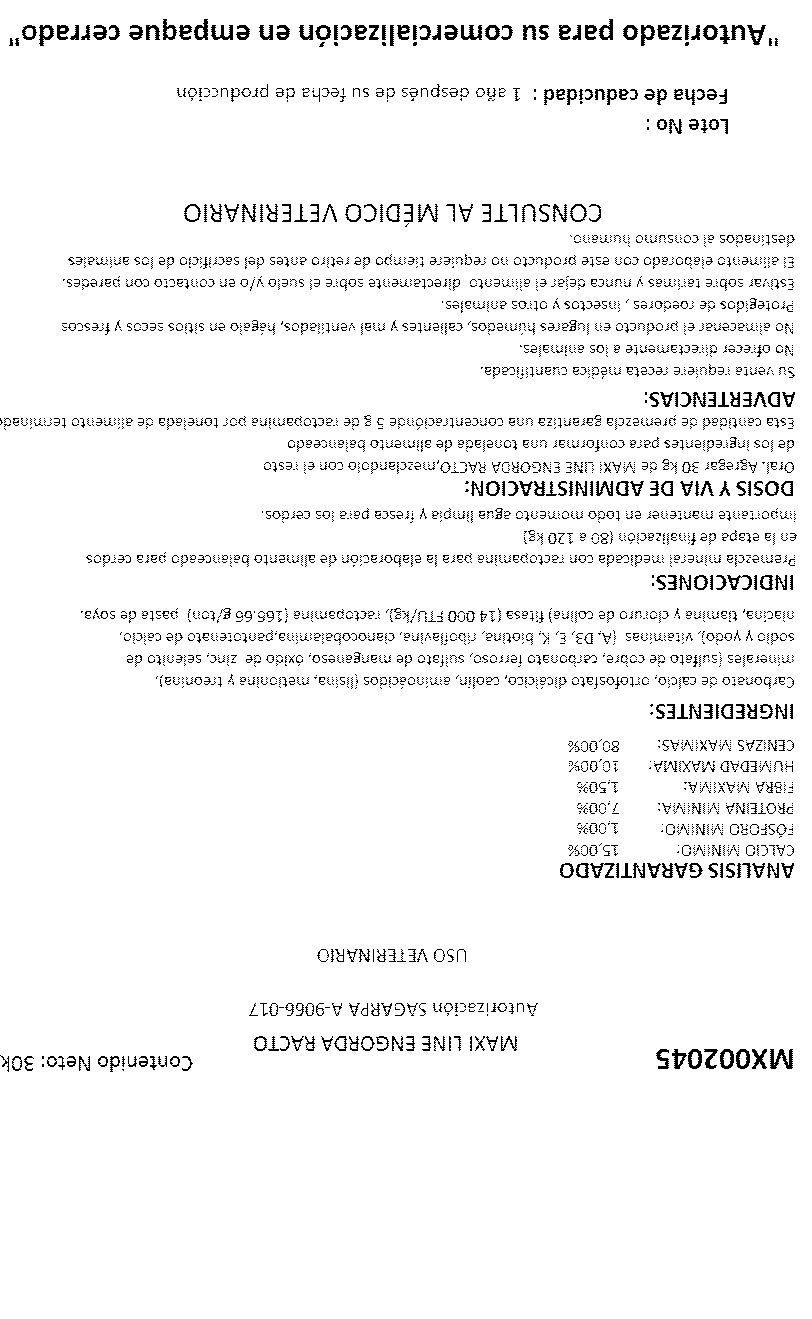 MX002045
MAXI LINE ENGORDA RACTO
Contenido Neto: 30k
Autorización SAGARPA A-9066-017
USO VETERINARIO
ANALISIS GARANTIZADO
CALCIO MINIMO: 15,00%
FÓSFORO MINIMO: 1,00%
PROTEINA MINIMA: 7,00%
FIBRA MAXIMA: 1,50%
HUMEDAD MAXIMA: 10,00%
CENIZAS MAXIMAS: 80,00%
INGREDIENTES:
Carbonato de calcio, ortofosfato dicálcico, caolin, aminoácidos (lisina, metionina y treonina),
minerales (sulfato de cobre, carbonato ferroso, sulfato de manganeso, óxido de zinc, selenito de
sodio y yodo), vitaminas (A, D3, E, K, biotina, riboflavina, cianocobalamina,pantotenato de calcio,
niacina, tiamina y cloruro de colina) fitasa (14 000 FTU/kg), ractopamina (165.65 g/ton) pasta de soya.
INDICACIONES:
Premezcla mineral medicada con ractopamina para la elaboración de alimento balanceado para cerdos
en la etapa de finalización (80 a 120 kg)
importante mantener en todo momento agua limpia y fresca para los cerdos.
DOSIS Y VIA DE ADMINISTRACION:
Oral. Agregar 30 kg de MAXI LINE ENGORDA RACTO,mezclandolo con el resto
de los ingredientes para conformar una tonelada de alimento balanceado
Esta cantidad de premezcla garantiza una concentraciónde 5 g de ractopamina por tonelada de alimento terminado
ADVERTENCIAS:
Su venta requiere receta médica cuantificada.
No ofrecer directamente a los animales.
No almacenar el producto en lugares húmedos, calientes y mal ventilados, hágalo en sitios secos y frescos
Protegidos de roedores , insectos y otros animales.
Estivar sobre tarimas y nunca dejar el alimento directamente sobre el suelo y/o en contacto con paredes.
El alimento elaborado con este producto no requiere tiempo de retiro antes del sacrificio de los animales
destinados al consumo humano.
CONSULTE AL MÉDICO VETERINARIO
Lote No :
Fecha de caducidad : 1 año después de su fecha de producción
"Autorizado para su comercialización en empaque cerrado"